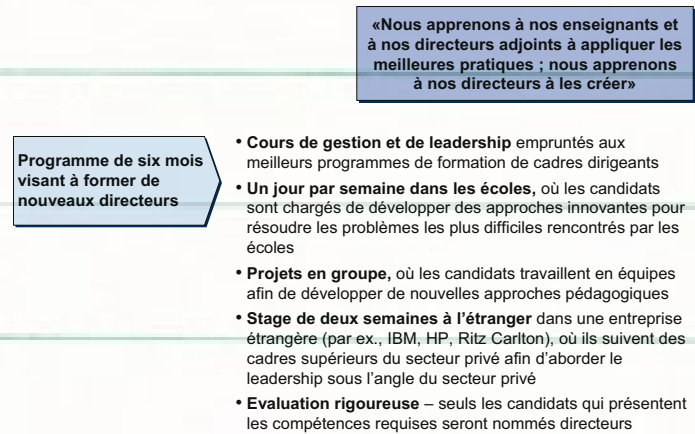 «Nous apprenons à nos enseignants et
à nos directeurs adjoints à appliquer les
meilleures pratiques ; nous apprenons
à nos directeurs à les créer»
Programme de six mois
visant à former de
nouveaux directeurs
• Cours de gestion et de leadership empruntés aux
meilleurs programmes de formation de cadres dirigeants
• Un jour par semaine dans les écoles, où les candidats
sont chargés de développer des approches innovantes pour
résoudre les problèmes les plus difficiles rencontrés par les
écoles
• Projets en groupe, où les candidats travaillent en équipes
afin de développer de nouvelles approches pédagogiques
• Stage de deux semaines à l’étranger dans une entreprise
étrangère (par ex., IBM, HP, Ritz Carlton), où ils suivent des
cadres supérieurs du secteur privé afin d’aborder le
leadership sous l’angle du secteur privé
• Evaluation rigoureuse – seuls les candidats qui présentent
les compétences requises seront nommés directeurs